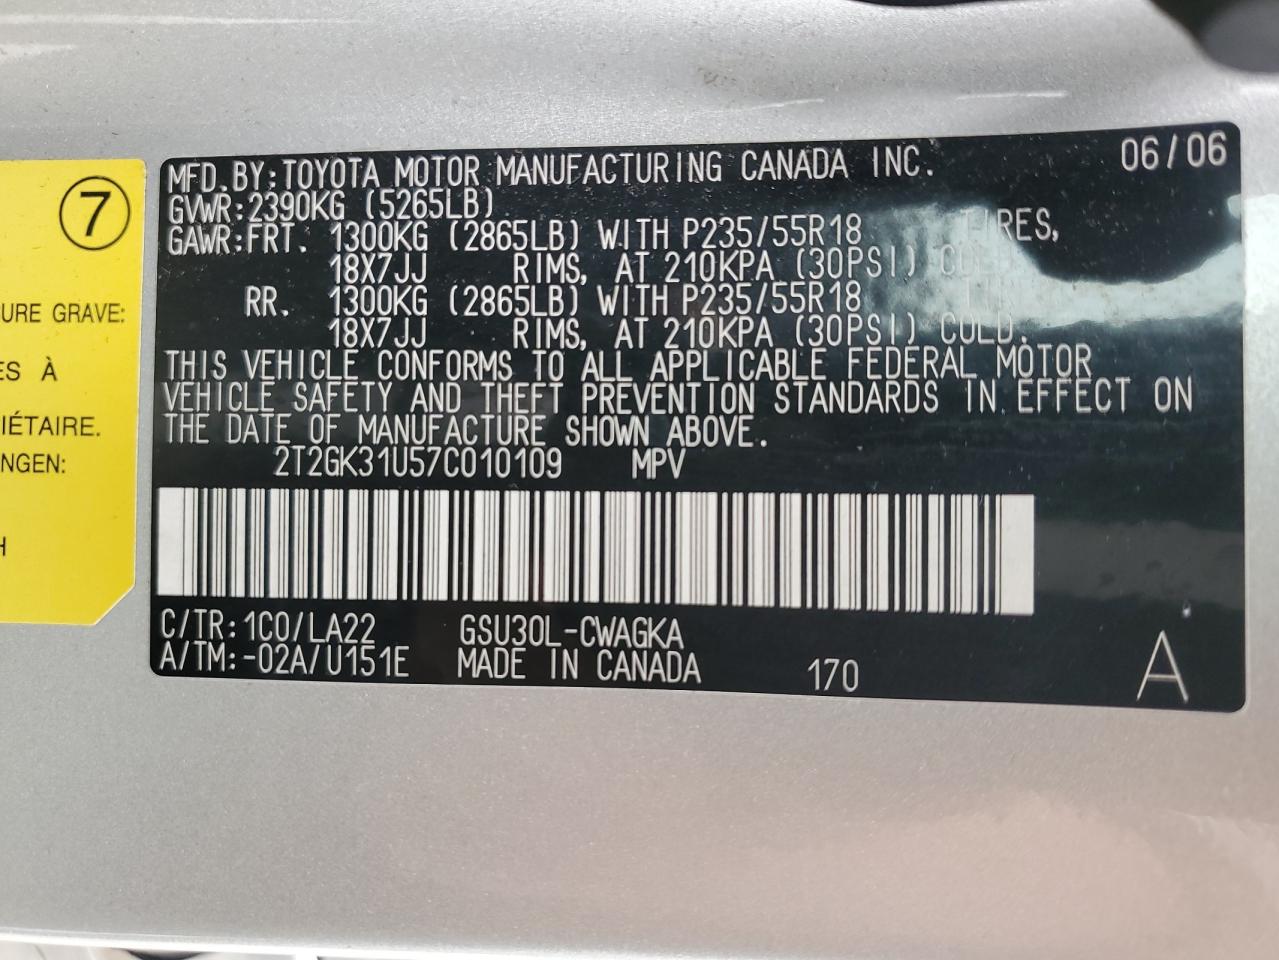 7
URE GRAVE:
ES À
IÉTAIRE.
NGEN:
H
MFD.BY:TOYOTA MOTOR MANUFACTURING CANADA INC. 06/06
GVWR:2390KG (5265LB)
GAWR:FRT. 1300KG (2865LB) WITH P235/55R18 TIRES,
18X7JJ RIMS, AT 210KPA (30PSI) COLD.
RR. 1300KG (2865LB) WITH P235/55R18
18X7JJ RIMS, AT 210KPA (30PSI) COLD.
THIS VEHICLE CONFORMS TO ALL APPLICABLE FEDERAL MOTOR
VEHICLE SAFETY AND THEFT PREVENTION STANDARDS IN EFFECT ON
THE DATE OF MANUFACTURE SHOWN ABOVE.
2T2GK31U57C010109 MPV
C/TR:1C0/LA22 GSU30L-CWAGKA
A/TM:-02A/U151E MADE IN CANADA 170 A